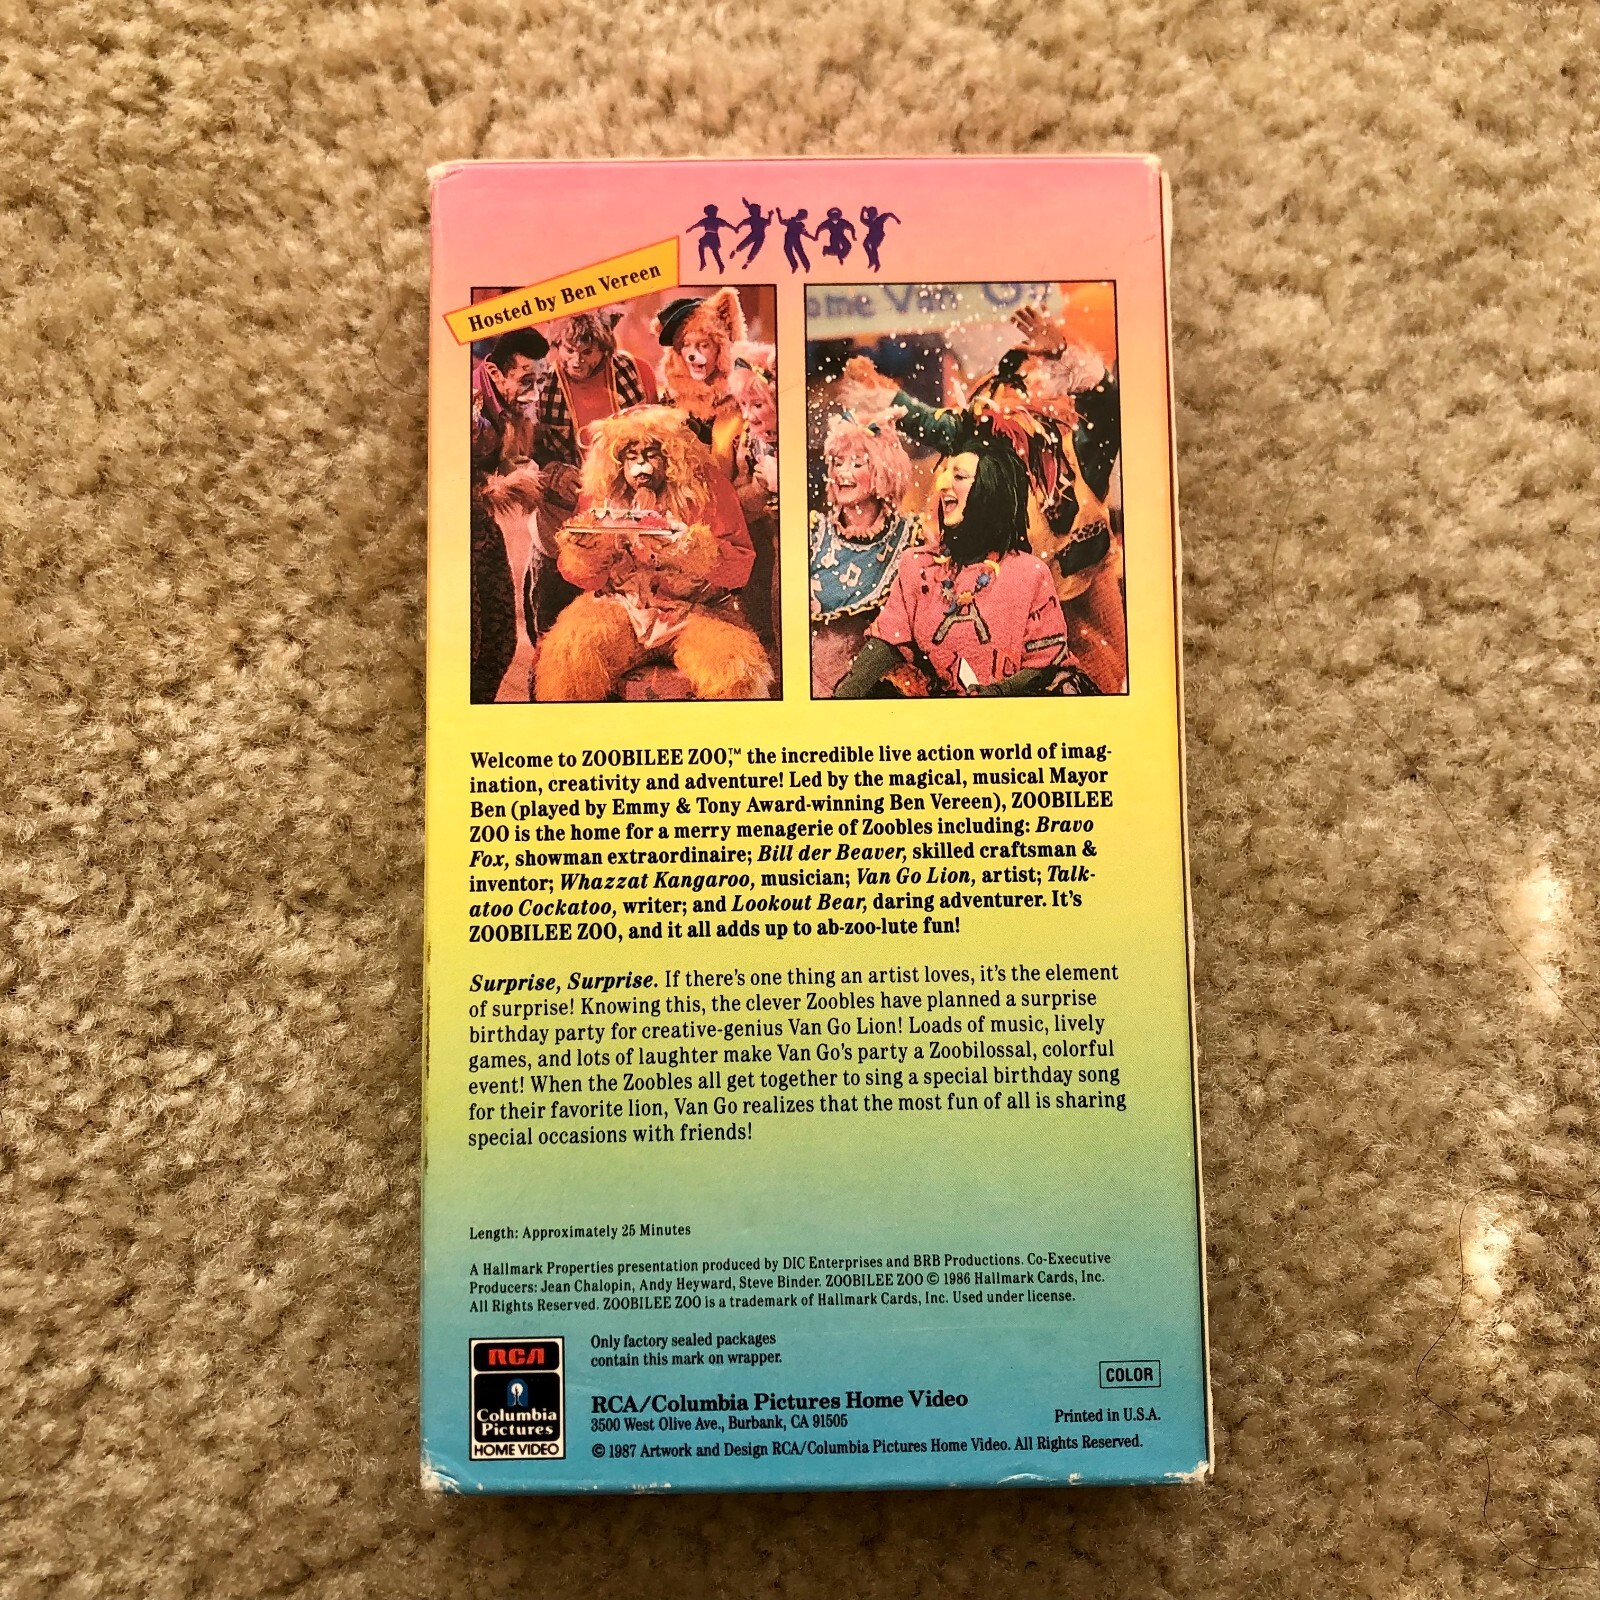 Hosted by Ben Vereen
ome Van Go
Welcome to ZOOBILEE ZOO,™ the incredible live action world of imag-
ination, creativity and adventure! Led by the magical, musical Mayor
Ben (played by Emmy & Tony Award-winning Ben Vereen), ZOOBILEE
ZOO is the home for a merry menagerie of Zoobles including: Bravo
Fox, showman extraordinaire; Bill der Beaver, skilled craftsman &
inventor; Whazzat Kangaroo, musician; Van Go Lion, artist; Talk-
atoo Cockatoo, writer; and Lookout Bear, daring adventurer. It's
ZOOBILEE ZOO, and it all adds up to ab-zoo-lute fun!
Surprise, Surprise. If there's one thing an artist loves, it's the element
of surprise! Knowing this, the clever Zoobles have planned a surprise
birthday party for creative-genius Van Go Lion! Loads of music, lively
games, and lots of laughter make Van Go's party a Zoobilossal, colorful
event! When the Zoobles all get together to sing a special birthday song
for their favorite lion, Van Go realizes that the most fun of all is sharing
special occasions with friends!
Length: Approximately 25 Minutes
A Hallmark Properties presentation produced by DIC Enterprises and BRB Productions. Co-Executive
Producers: Jean Chalopin, Andy Heyward, Steve Binder. ZOOBILEE ZOO © 1986 Hallmark Cards, Inc.
All Rights Reserved. ZOOBILEE ZOO is a trademark of Hallmark Cards, Inc. Used under license.
RCA
Columbia
Pictures
HOME VIDEO
Only factory sealed packages
contain this mark on wrapper.
COLOR
RCA/Columbia Pictures Home Video
3500 West Olive Ave., Burbank, CA 91505
Printed in U.S.A.
© 1987 Artwork and Design RCA/Columbia Pictures Home Video. All Rights Reserved.